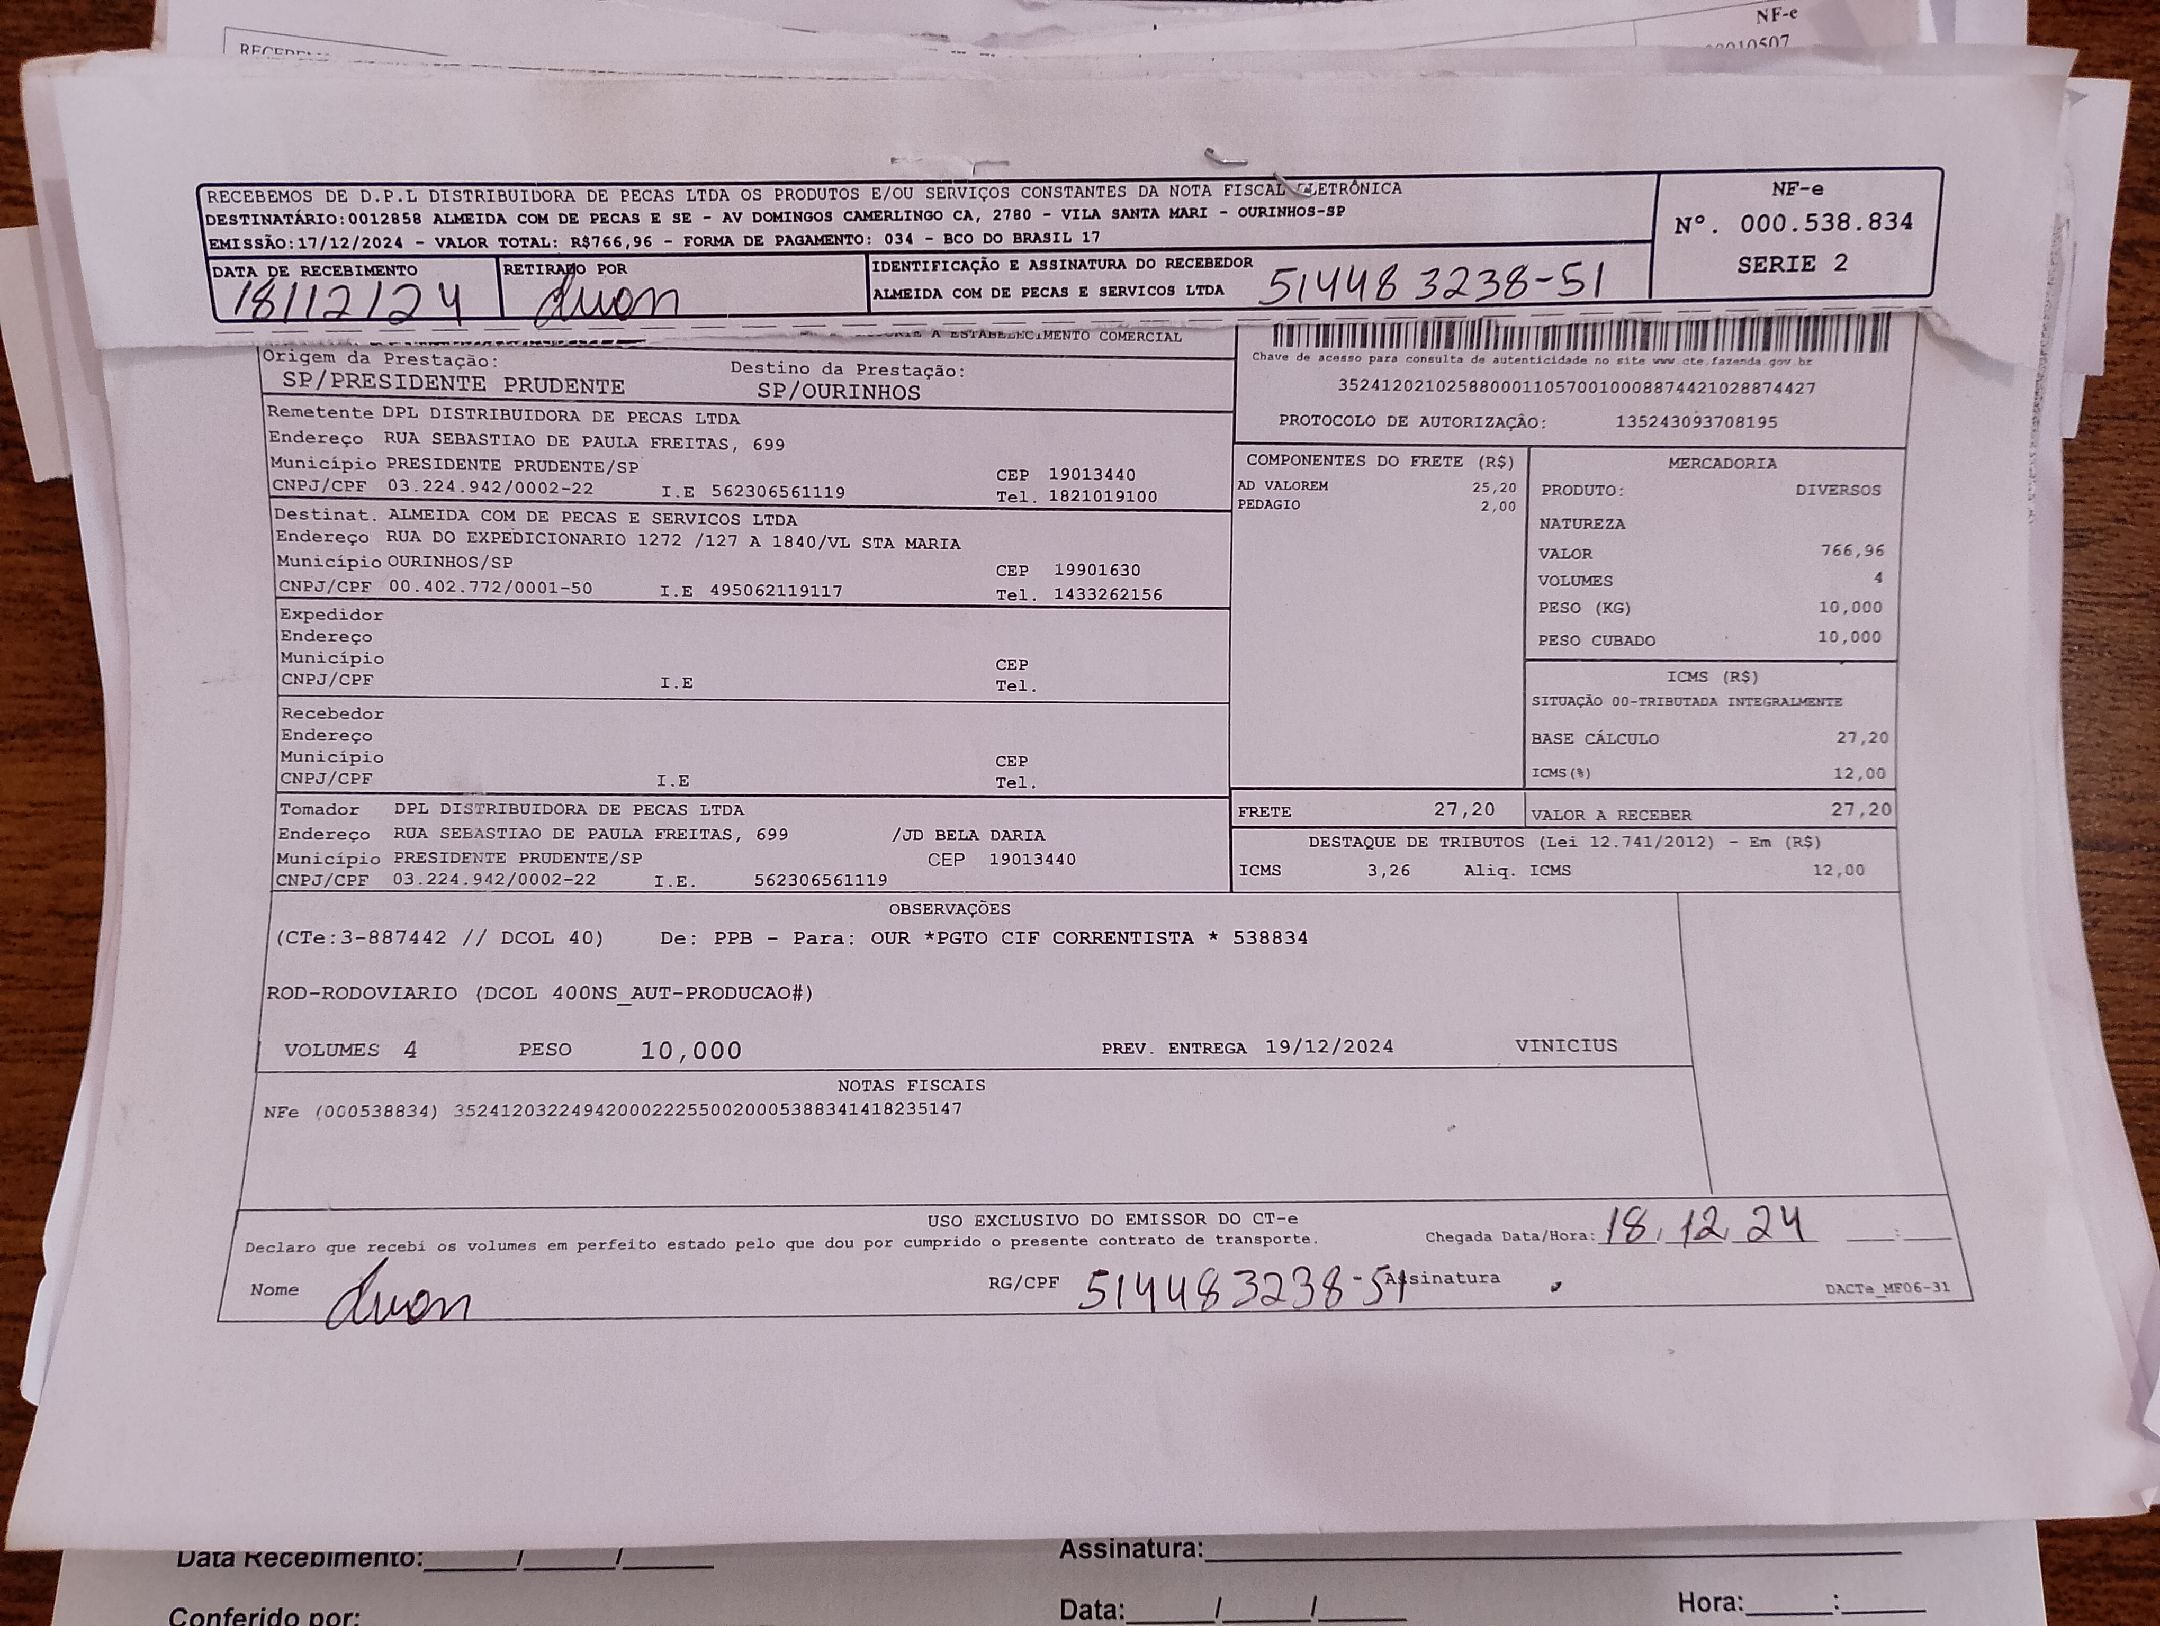 NF-e
RECEBEMOS DE D.P.L DISTRIBUIDORA DE PECAS LTDA OS PRODUTOS E/OU SERVIÇOS CONSTANTES DA NOTA FISCAL ELETRÔNICA
DESTINATÁRIO:0012858 ALMEIDA COM DE PECAS E SE - AV DOMINGOS CAMERLINGO CA, 2780 - VILA SANTA MARI - OURINHOS-SP
EMISSÃO:17/12/2024 - VALOR TOTAL: R$766,96 - FORMA DE PAGAMENTO: 034 - BCO DO BRASIL 17
NF-e
Nº. 000.538.834
SERIE 2
DATA DE RECEBIMENTO
18/12/24
RETIRADO POR
IDENTIFICAÇÃO E ASSINATURA DO RECEBEDOR
ALMEIDA COM DE PECAS E SERVICOS LTDA 514483238-51
A ESTABELECIMENTO COMERCIAL
Origem da Prestação:
SP/PRESIDENTE PRUDENTE
Destino da Prestação:
SP/OURINHOS
Chave de acesso para consulta de autenticidade no site www.cte.fazenda.gov.br
35241202102588000110570010008874421028874427
PROTOCOLO DE AUTORIZAÇÃO: 135243093708195
Remetente DPL DISTRIBUIDORA DE PECAS LTDA
Endereço RUA SEBASTIAO DE PAULA FREITAS, 699
Município PRESIDENTE PRUDENTE/SP CEP 19013440
CNPJ/CPF 03.224.942/0002-22 I.E 562306561119 Tel. 1821019100
Destinat. ALMEIDA COM DE PECAS E SERVICOS LTDA
Endereço RUA DO EXPEDICIONARIO 1272 /127 A 1840/VL STA MARIA
Município OURINHOS/SP CEP 19901630
CNPJ/CPF 00.402.772/0001-50 I.E 495062119117 Tel. 1433262156
Expedidor
Endereço
Município CEP
CNPJ/CPF I.E Tel.
Recebedor
Endereço
Município CEP
CNPJ/CPF I.E Tel.
Tomador DPL DISTRIBUIDORA DE PECAS LTDA
Endereço RUA SEBASTIAO DE PAULA FREITAS, 699 /JD BELA DARIA
Município PRESIDENTE PRUDENTE/SP CEP 19013440
CNPJ/CPF 03.224.942/0002-22 I.E. 562306561119
COMPONENTES DO FRETE (R$)
AD VALOREM 25,20
PEDAGIO 2,00
MERCADORIA
PRODUTO: DIVERSOS
NATUREZA
VALOR 766,96
VOLUMES 4
PESO (KG) 10,000
PESO CUBADO 10,000
ICMS (R$)
SITUAÇÃO 00-TRIBUTADA INTEGRALMENTE
BASE CÁLCULO 27,20
ICMS(%) 12,00
FRETE 27,20 VALOR A RECEBER 27,20
DESTAQUE DE TRIBUTOS (Lei 12.741/2012) - Em (R$)
ICMS 3,26 Aliq. ICMS 12,00
OBSERVAÇÕES
(CTe:3-887442 // DCOL 40) De: PPB - Para: OUR *PGTO CIF CORRENTISTA * 538834
ROD-RODOVIARIO (DCOL 400NS_AUT-PRODUCAO#)
VOLUMES 4 PESO 10,000 PREV. ENTREGA 19/12/2024 VINICIUS
NOTAS FISCAIS
NFe (000538834) 35241203224942000222550020005388341418235147
USO EXCLUSIVO DO EMISSOR DO CT-e
Declaro que recebi os volumes em perfeito estado pelo que dou por cumprido o presente contrato de transporte.
Chegada Data/Hora: 18.12.24 :
Nome
RG/CPF 514483238-51 Assinatura
DACTe_MF06-31
Data Recebimento: / /
Assinatura:
Conferido por:
Data: / /
Hora: :